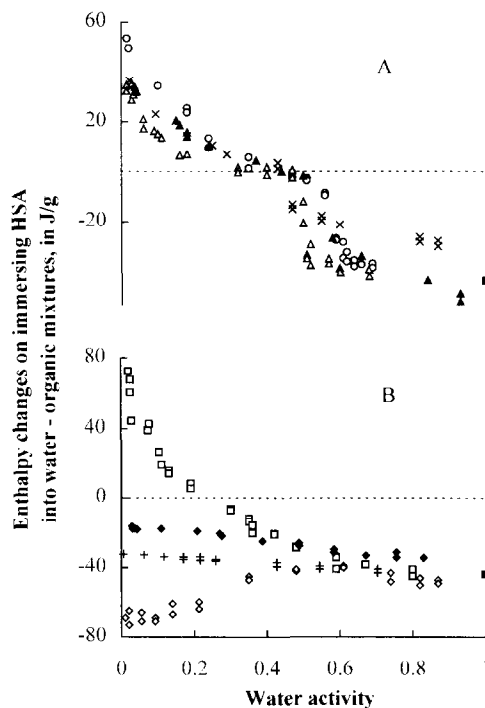 Enthalpy changes on immersing HSA
into water - organic mixtures, in J/g
60
20
-20
A
80
40
0
-40
-80
B
0
0.2
0.4
0.6
0.8
1
Water activity